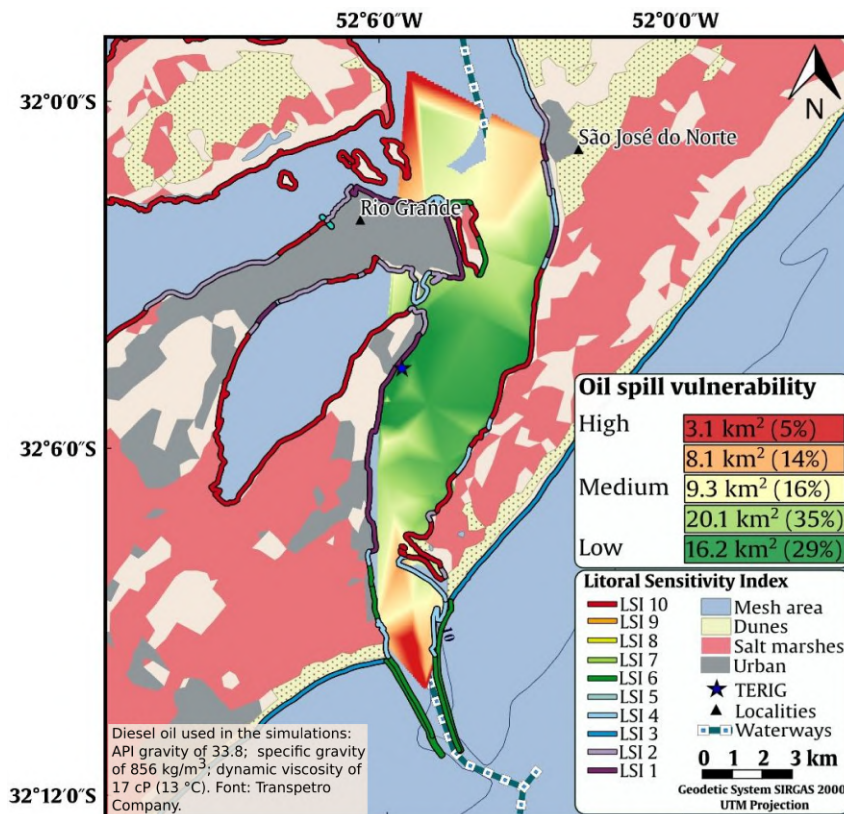 52°6'0"W
52°0'0"W
32°0'0"S
N
São José do Norte
Rio Grande
32°6'0"S
Oil spill vulnerability
High
3.1 km² (5%)
8.1 km² (14%)
Medium
9.3 km² (16%)
20.1 km² (35%)
Low
16.2 km² (29%)
Litoral Sensitivity Index
LSI 10
LSI 9
LSI 8
LSI 7
LSI 6
LSI 5
LSI 4
LSI 3
LSI 2
LSI 1
Mesh area
Dunes
Salt marshes
Urban
TERIG
Localities
Waterways
0 1 2 3 km
Geodetic System SIRGAS 2000
UTM Projection
10
Diesel oil used in the simulations:
API gravity of 33.8; specific gravity
of 856 kg/m³; dynamic viscosity of
17 cP (13 °C). Font: Transpetro
Company.
32°12'0"S